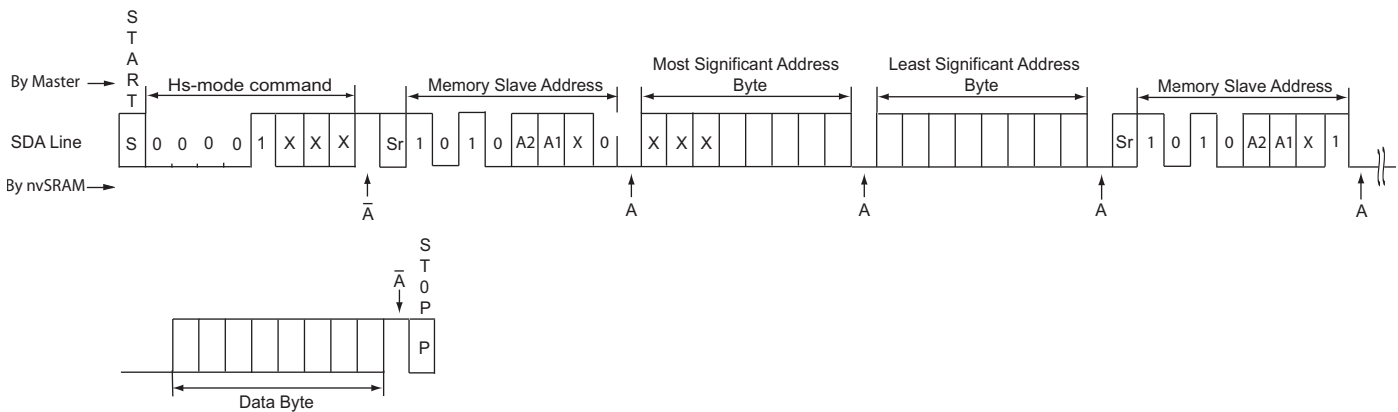 START
By Master
Hs-mode command
Memory Slave Address
Most Significant Address
Byte
Least Significant Address
Byte
Memory Slave Address
SDA Line
S 0 0 0 0 1 X X X Sr 1 0 1 0 A2 A1 X 0 X X X Sr 1 0 1 0 A2 A1 X 1
By nvSRAM
A̅ A A A A
ST0P
A̅
P
Data Byte